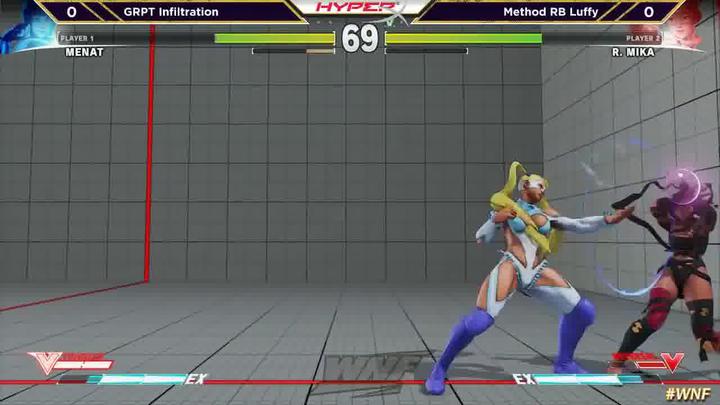 0 GRPT Infiltration HYPER Method RB Luffy 0
PLAYER 1 69 PLAYER 2
MENAT R. MIKA
WNF
EX EX
#WNF